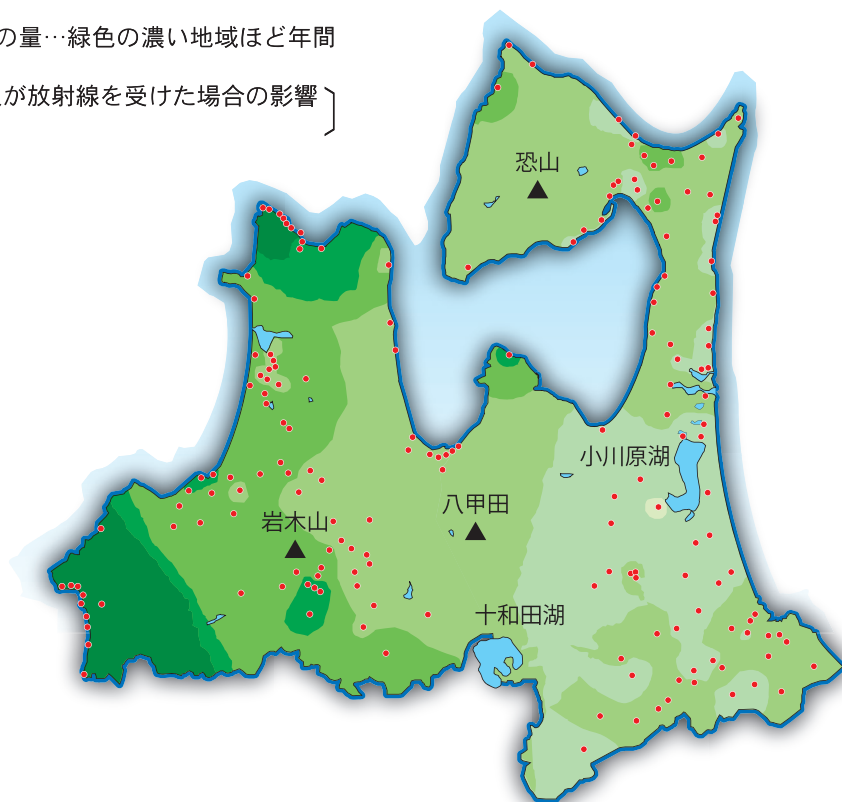 の量…緑色の濃い地域ほど年間
が放射線を受けた場合の影響
恐山
小川原湖
八甲田
岩木山
十和田湖